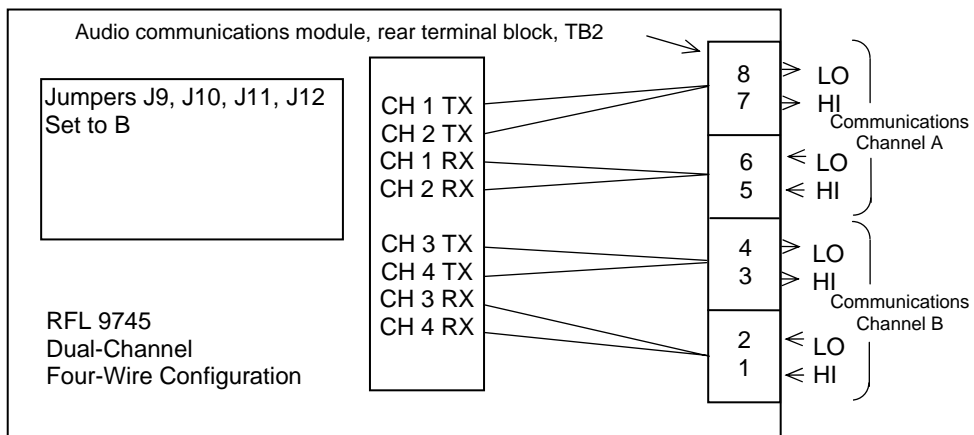 Audio communications module, rear terminal block, TB2
Jumpers J9, J10, J11, J12
Set to B
CH 1 TX
CH 2 TX
CH 1 RX
CH 2 RX
CH 3 TX
CH 4 TX
CH 3 RX
CH 4 RX
RFL 9745
Dual-Channel
Four-Wire Configuration
8
7
6
5
4
3
2
1
LO
HI
LO
HI
Communications
Channel A
LO
HI
LO
HI
Communications
Channel B